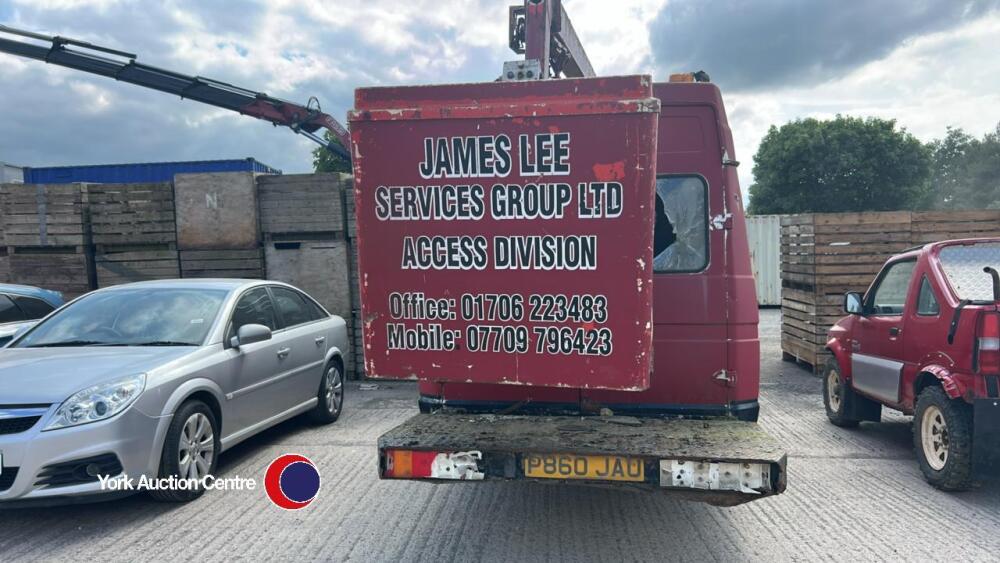 JAMES LEE
SERVICES GROUP LTD
ACCESS DIVISION
Office: 01706 223483
Mobile: 07709 796423
P860 JAU
N
York Auction Centre